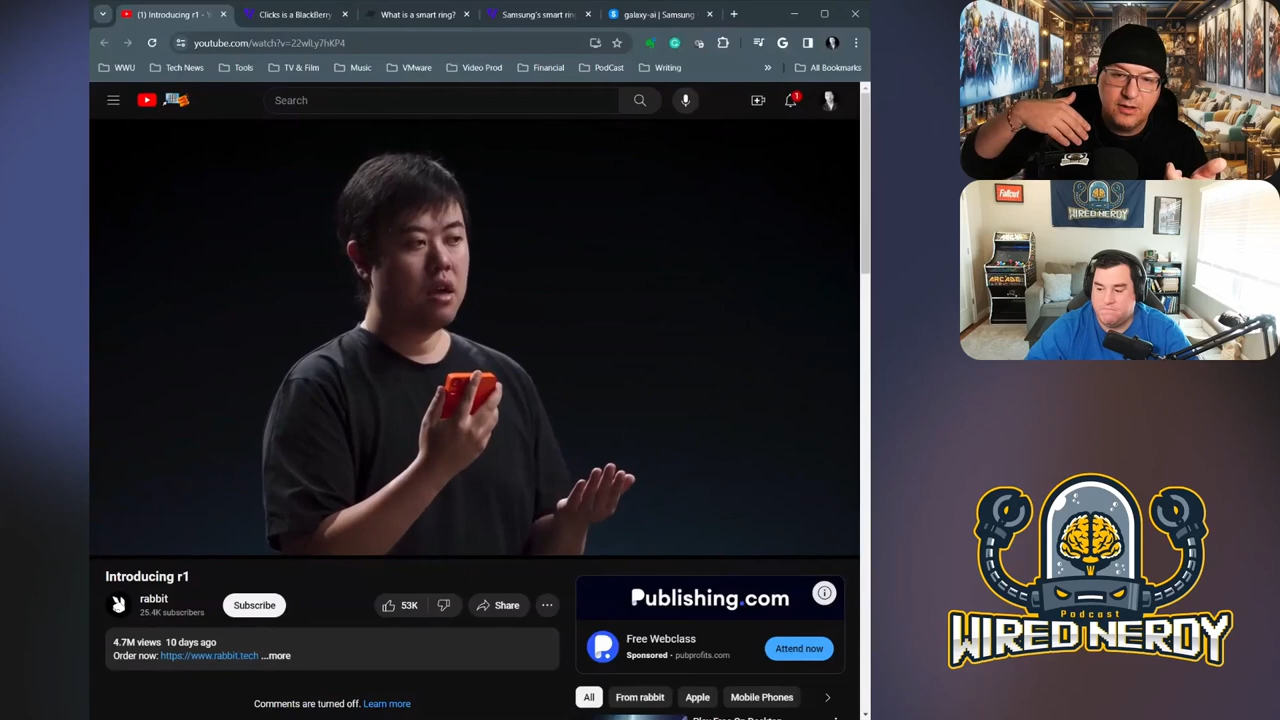 (1) Introducing r1 -
Clicks is a BlackBerry
What is a smart ring?
Samsung's smart rin
galaxy-ai | Samsung
youtube.com/watch?v=22wlLy7hKP4
WWU
Tech News
Tools
TV & Film
Music
VMware
Video Prod
Financial
PodCast
Writing
»
All Bookmarks
Search
1
Introducing r1
rabbit
25.4K subscribers
Subscribe
53K
Share
4.7M views 10 days ago
Order now: https://www.rabbit.tech ...more
Comments are turned off. Learn more
Publishing.com
Free Webclass
Sponsored · pubprofits.com
Attend now
All
From rabbit
Apple
Mobile Phones
Fallout
WIRED NERDY
ARCADE
Podcast
WIRED NERDY